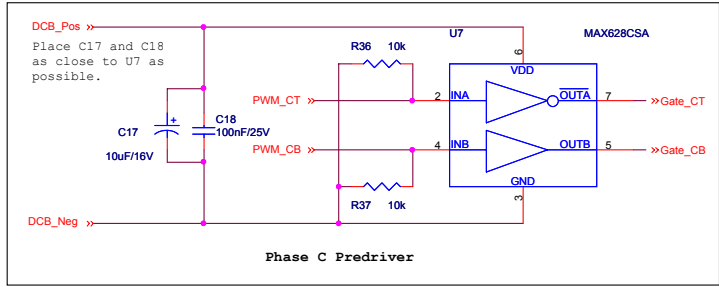 DCB_Pos
Place C17 and C18
as close to U7 as
possible.
R36 10k
U7
MAX628CSA
6
VDD
PWM_CT
2
INA
OUTA
7
Gate_CT
C18
100nF/25V
C17
10uF/16V
PWM_CB
4
INB
OUTB
5
Gate_CB
GND
3
R37 10k
DCB_Neg
Phase C Predriver